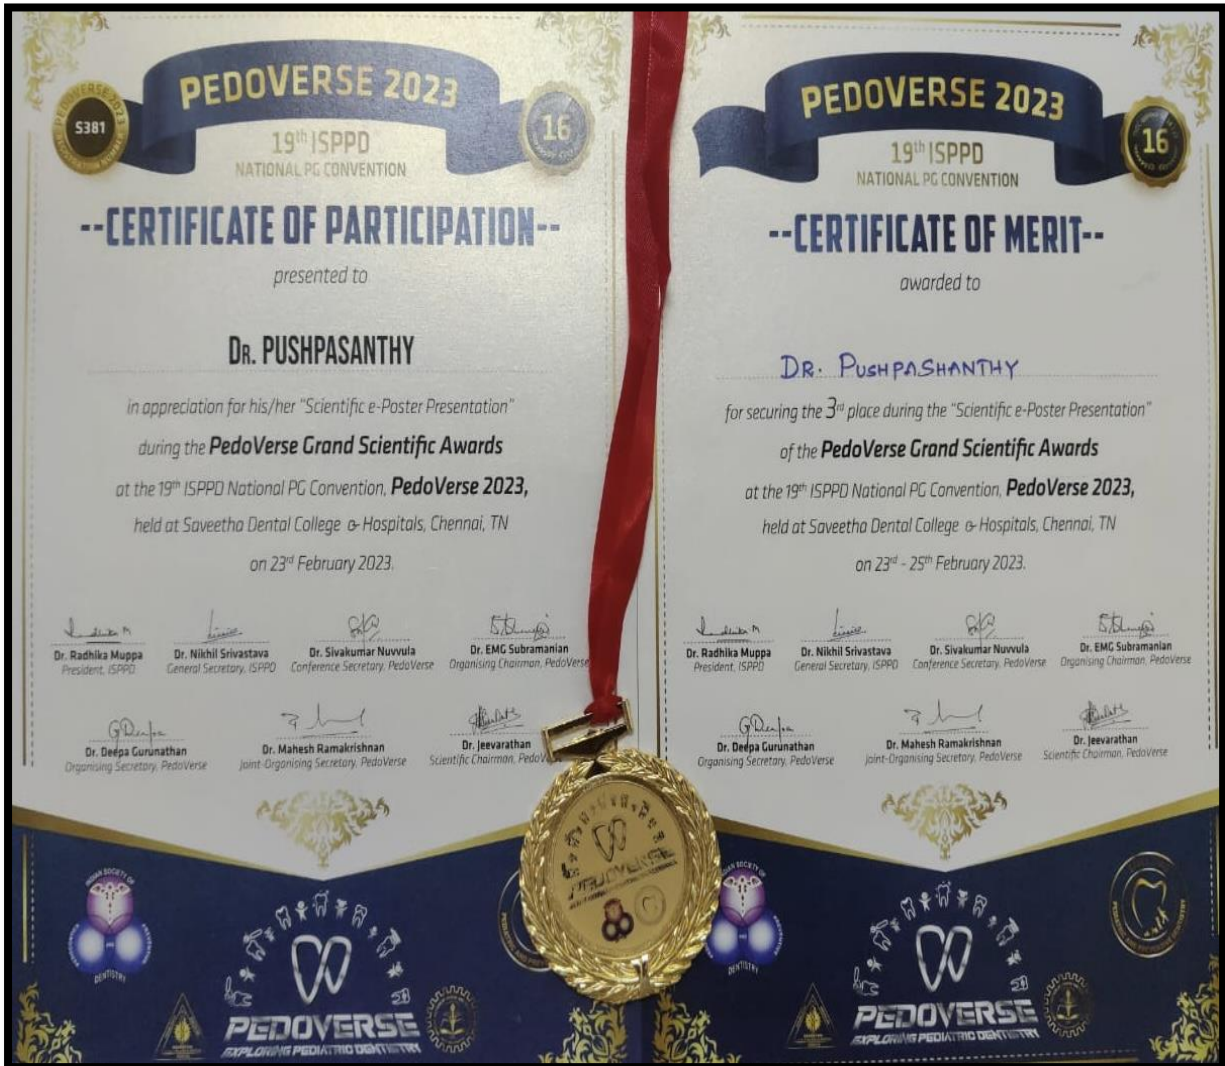 PEDOVERSE 2023
S381
16
19th ISPPD
NATIONAL PG CONVENTION
--CERTIFICATE OF PARTICIPATION--
presented to
DR. PUSHPASANTHY
in appreciation for his/her "Scientific e-Poster Presentation"
during the PedoVerse Grand Scientific Awards
at the 19th ISPPD National PG Convention, PedoVerse 2023,
held at Saveetha Dental College & Hospitals, Chennai, TN
on 23rd February 2023.
Dr. Radhika Muppa
President, ISPPD
Dr. Nikhil Srivastava
General Secretary, ISPPD
Dr. Sivakumar Nuvvula
Conference Secretary, PedoVerse
Dr. EMG Subramanian
Organising Chairman, PedoVerse
Dr. Deepa Gurunathan
Organising Secretary, PedoVerse
Dr. Mahesh Ramakrishnan
Joint-Organising Secretary, PedoVerse
Dr. Jeevarathan
Scientific Chairman,
INDIAN SOCIETY OF
DENTISTRY
PEDOVERSE
EXPLORING PEDIATRIC DENTISTRY
PEDOVERSE
PEDOVERSE 2023
16
19th ISPPD
NATIONAL PG CONVENTION
--CERTIFICATE OF MERIT--
awarded to
DR. PUSHPASHANTHY
for securing the 3rd place during the "Scientific e-Poster Presentation"
of the PedoVerse Grand Scientific Awards
at the 19th ISPPD National PG Convention, PedoVerse 2023,
held at Saveetha Dental College & Hospitals, Chennai, TN
on 23rd - 25th February 2023.
Dr. Radhika Muppa
President, ISPPD
Dr. Nikhil Srivastava
General Secretary, ISPPD
Dr. Sivakumar Nuvvula
Conference Secretary, PedoVerse
Dr. EMG Subramanian
Organising Chairman, PedoVerse
Dr. Deepa Gurunathan
Organising Secretary, PedoVerse
Dr. Mahesh Ramakrishnan
Joint-Organising Secretary, PedoVerse
Dr. Jeevarathan
Scientific Chairman, PedoVerse
DENTISTRY
PEDOVERSE
EXPLORING PEDIATRIC DENTISTRY